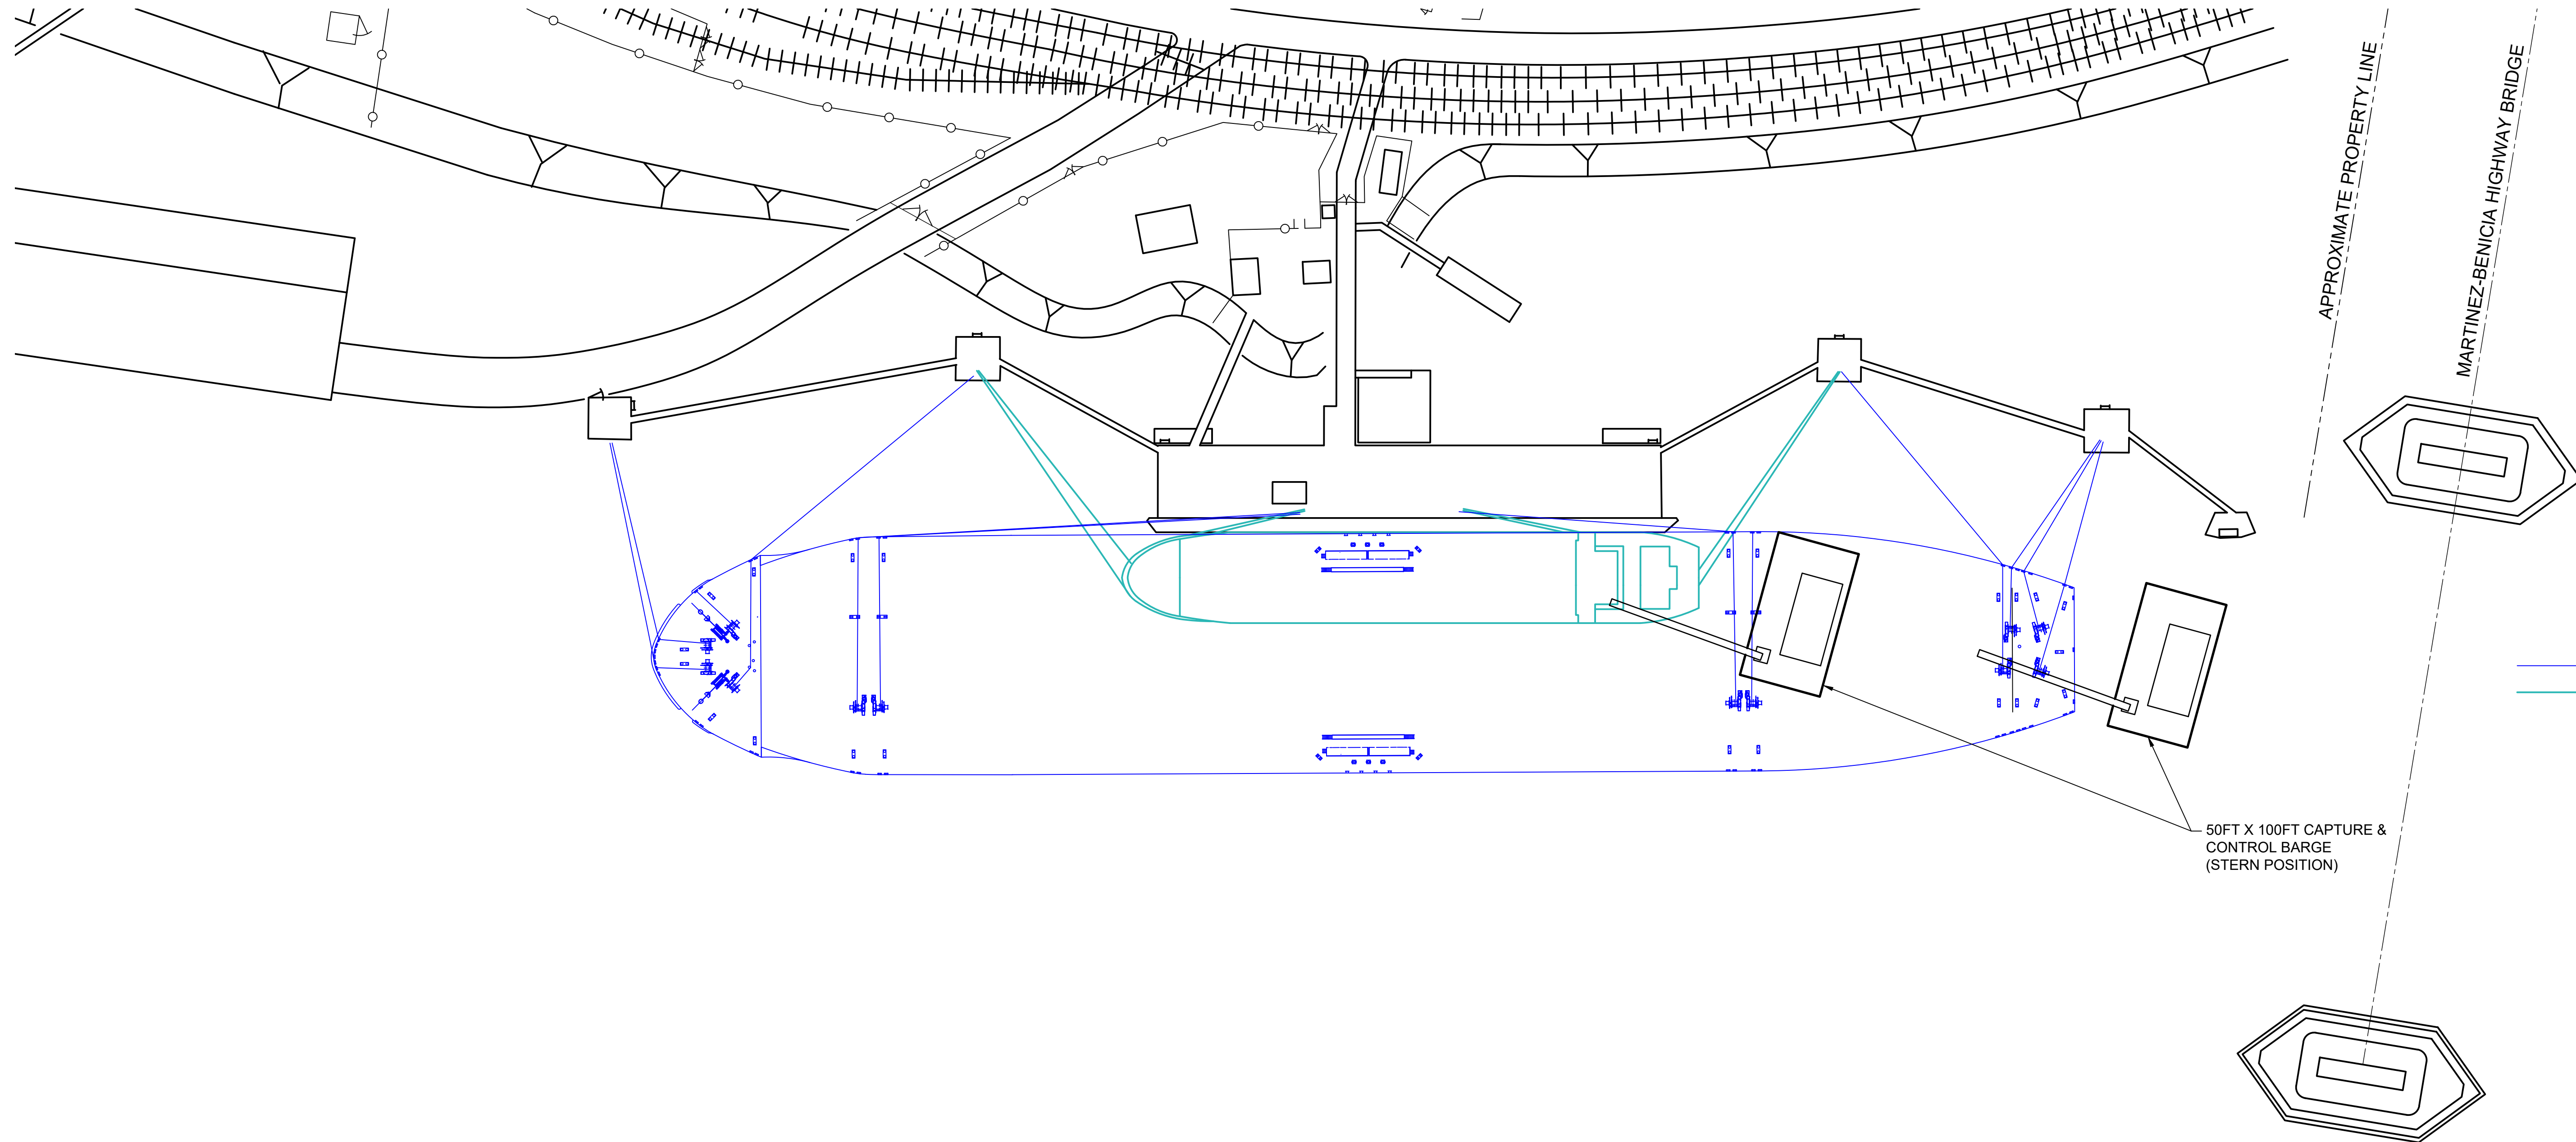 APPROXIMATE PROPERTY LINE
MARTINEZ-BENICIA HIGHWAY BRIDGE
50FT X 100FT CAPTURE &
CONTROL BARGE
(STERN POSITION)